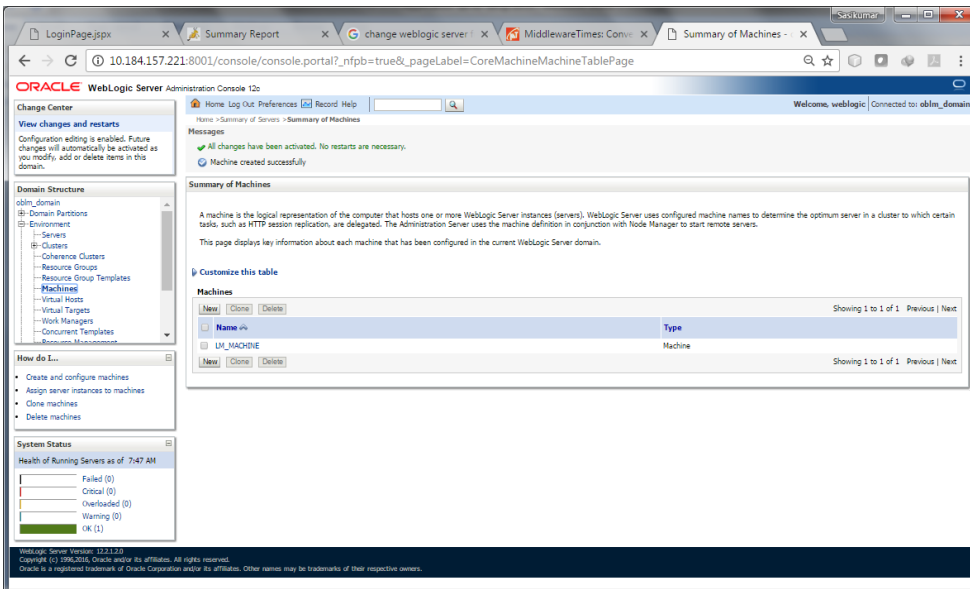 Sasikumar
LoginPage.jspx
Summary Report
change weblogic server
MiddlewareTimes: Conve
Summary of Machines -
10.184.157.221:8001/console/console.portal?_nfpb=true&_pageLabel=CoreMachineMachineTablePage
ORACLE WebLogic Server Administration Console 12c
Change Center
View changes and restarts
Configuration editing is enabled. Future
changes will automatically be activated as
you modify, add or delete items in this
domain.
Domain Structure
oblm_domain
Domain Partitions
Environment
Servers
Clusters
Coherence Clusters
Resource Groups
Resource Group Templates
Machines
Virtual Hosts
Virtual Targets
Work Managers
Concurrent Templates
Resource Management
How do I...
Create and configure machines
Assign server instances to machines
Clone machines
Delete machines
System Status
Health of Running Servers as of 7:47 AM
Failed (0)
Critical (0)
Overloaded (0)
Warning (0)
OK (1)
Home Log Out Preferences Record Help
Welcome, weblogic Connected to: oblm_domain
Home >Summary of Servers >Summary of Machines
Messages
All changes have been activated. No restarts are necessary.
Machine created successfully
Summary of Machines
A machine is the logical representation of the computer that hosts one or more WebLogic Server instances (servers). WebLogic Server uses configured machine names to determine the optimum server in a cluster to which certain
tasks, such as HTTP session replication, are delegated. The Administration Server uses the machine definition in conjunction with Node Manager to start remote servers.
This page displays key information about each machine that has been configured in the current WebLogic Server domain.
Customize this table
Machines
New Clone Delete Showing 1 to 1 of 1 Previous | Next
Name Type
LM_MACHINE Machine
New Clone Delete Showing 1 to 1 of 1 Previous | Next
WebLogic Server Version: 12.2.1.2.0
Copyright (c) 1996,2016, Oracle and/or its affiliates. All rights reserved.
Oracle is a registered trademark of Oracle Corporation and/or its affiliates. Other names may be trademarks of their respective owners.